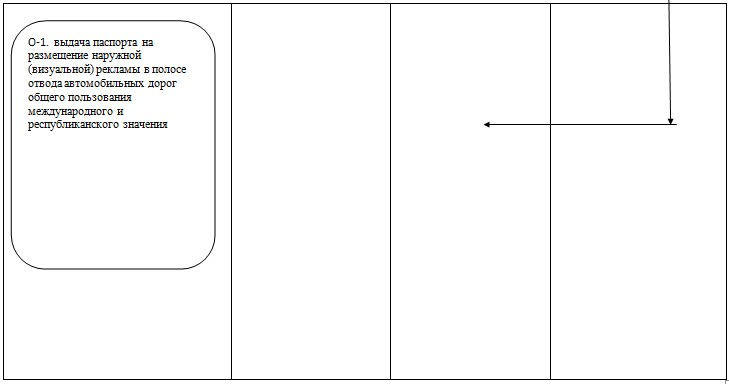 О-1. выдача паспорта на
размещение наружной
(визуальной) рекламы в полосе
отвода автомобильных дорог
общего пользования
международного и
республиканского значения